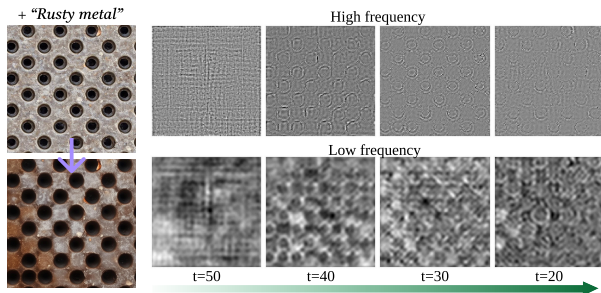 + “Rusty metal”
High frequency
Low frequency
t=50 t=40 t=30 t=20